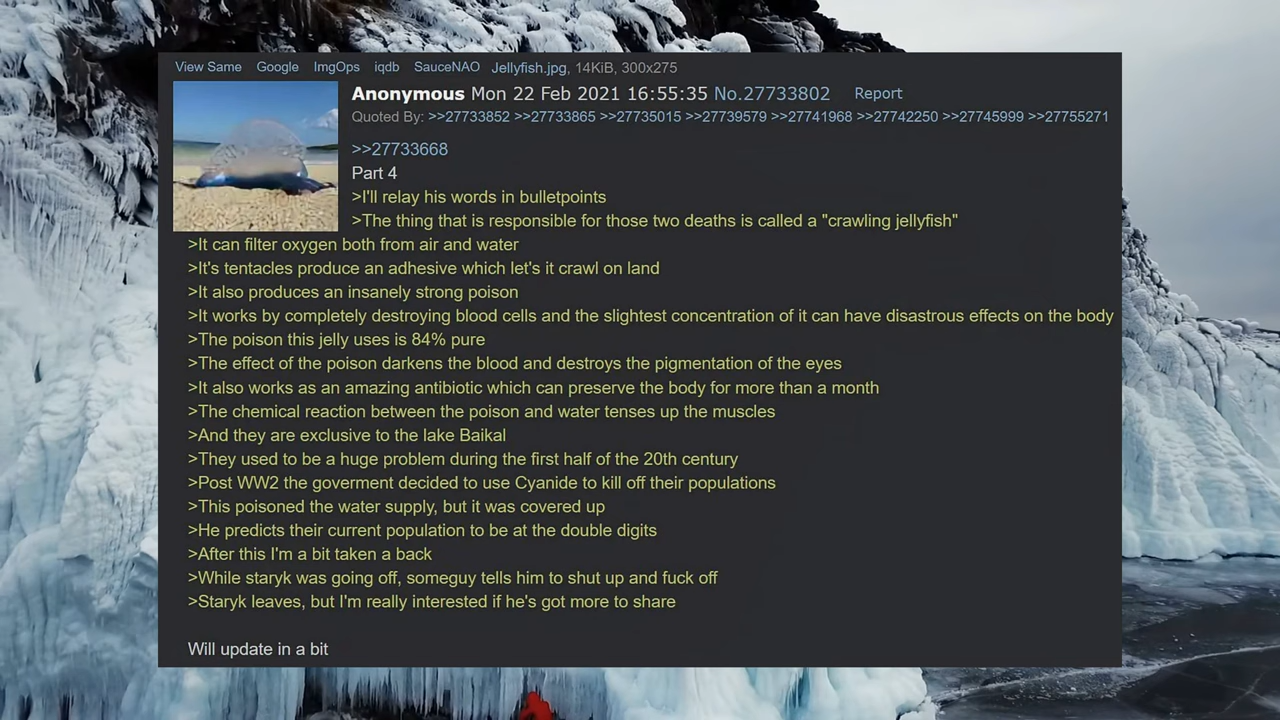 View Same Google ImgOps iqdb SauceNAO Jellyfish.jpg, 14KiB, 300x275
Anonymous Mon 22 Feb 2021 16:55:35 No.27733802 Report
Quoted By: >>27733852 >>27733865 >>27735015 >>27739579 >>27741968 >>27742250 >>27745999 >>27755271
>>27733668
Part 4
>I'll relay his words in bulletpoints
>The thing that is responsible for those two deaths is called a "crawling jellyfish"
>It can filter oxygen both from air and water
>It's tentacles produce an adhesive which let's it crawl on land
>It also produces an insanely strong poison
>It works by completely destroying blood cells and the slightest concentration of it can have disastrous effects on the body
>The poison this jelly uses is 84% pure
>The effect of the poison darkens the blood and destroys the pigmentation of the eyes
>It also works as an amazing antibiotic which can preserve the body for more than a month
>The chemical reaction between the poison and water tenses up the muscles
>And they are exclusive to the lake Baikal
>They used to be a huge problem during the first half of the 20th century
>Post WW2 the goverment decided to use Cyanide to kill off their populations
>This poisoned the water supply, but it was covered up
>He predicts their current population to be at the double digits
>After this I'm a bit taken a back
>While staryk was going off, someguy tells him to shut up and fuck off
>Staryk leaves, but I'm really interested if he's got more to share
Will update in a bit